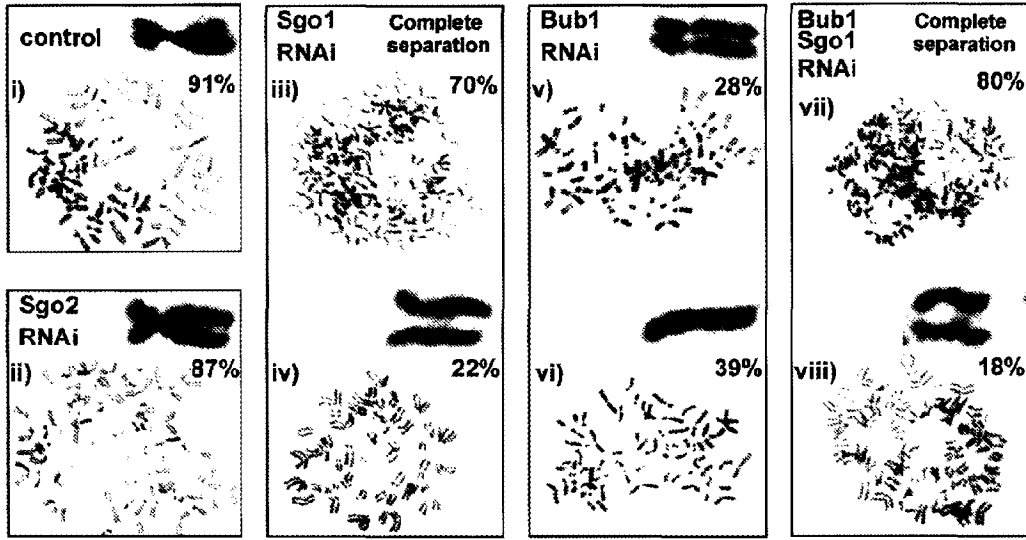 control
91%
i)
Sgo2
RNAi
87%
ii)
Sgo1
RNAi
Complete
separation
70%
iii)
22%
iv)
Bub1
RNAi
28%
v)
39%
vi)
Bub1
Sgo1
RNAi
Complete
separation
80%
vii)
18%
viii)